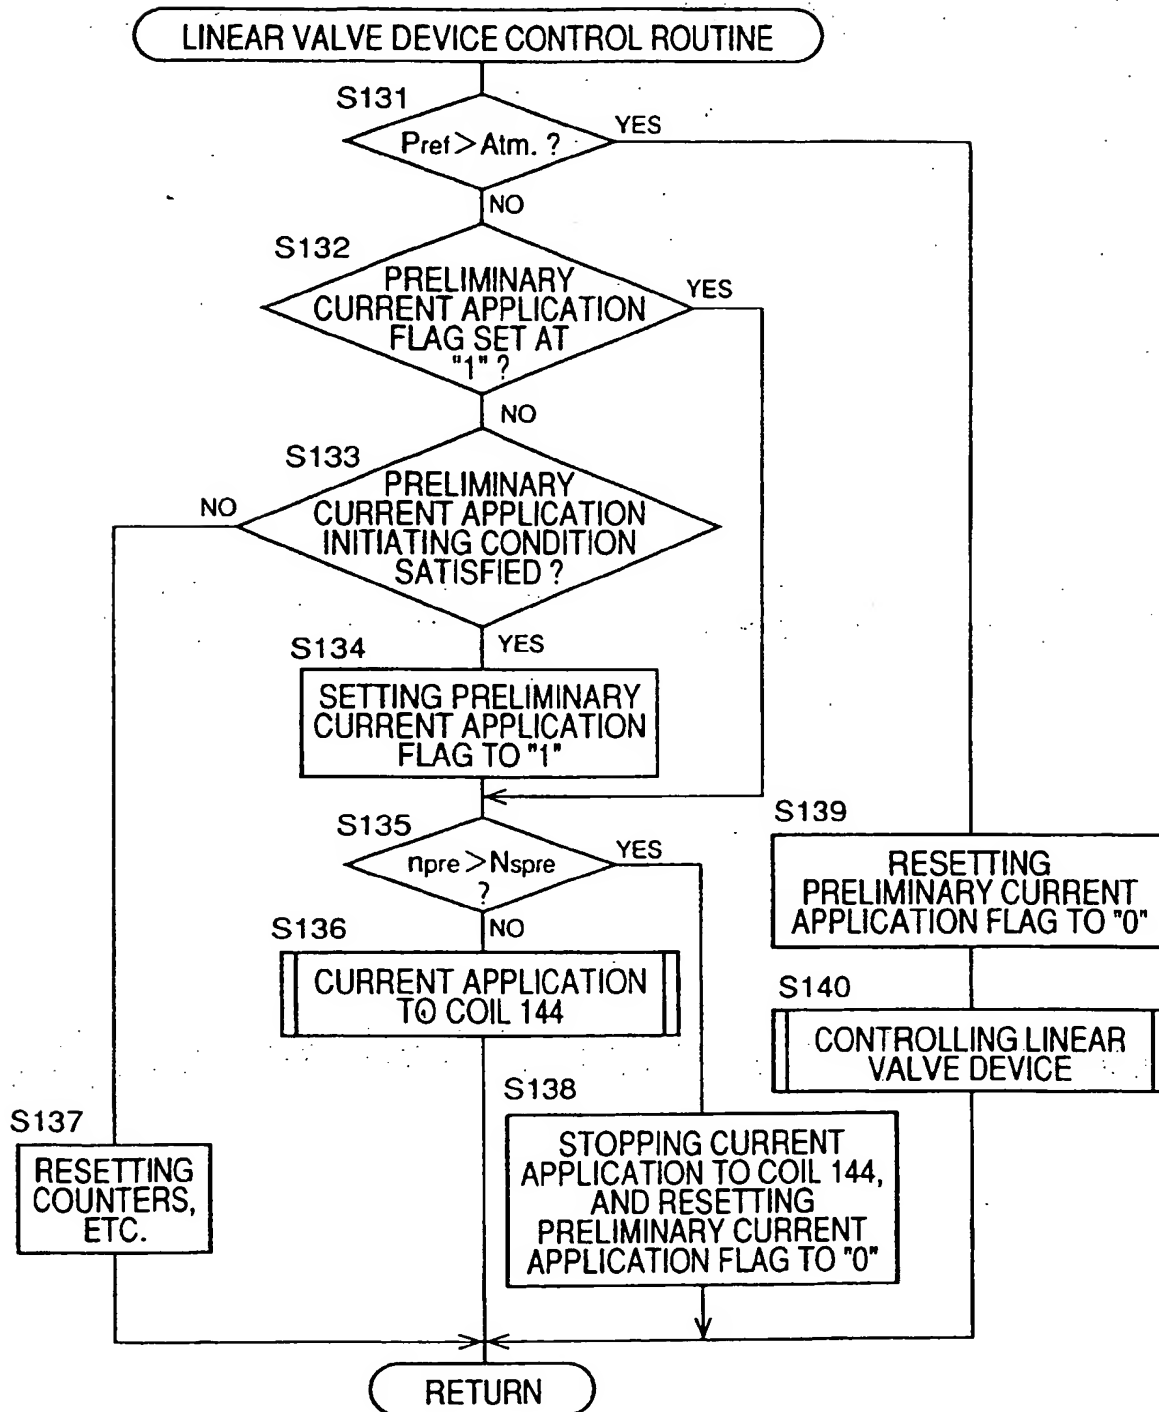 LINEAR VALVE DEVICE CONTROL ROUTINE
S131
Pref > Atm. ?
YES
NO
S132
PRELIMINARY
CURRENT APPLICATION
FLAG SET AT
"1" ?
YES
NO
S133
PRELIMINARY
CURRENT APPLICATION
INITIATING CONDITION
SATISFIED ?
NO
YES
S134
SETTING PRELIMINARY
CURRENT APPLICATION
FLAG TO "1"
S135
npre > Nspre
?
YES
NO
S136
CURRENT APPLICATION
TO COIL 144
S139
RESETTING
PRELIMINARY CURRENT
APPLICATION FLAG TO "0"
S140
CONTROLLING LINEAR
VALVE DEVICE
S137
RESETTING
COUNTERS,
ETC.
S138
STOPPING CURRENT
APPLICATION TO COIL 144,
AND RESETTING
PRELIMINARY CURRENT
APPLICATION FLAG TO "0"
RETURN